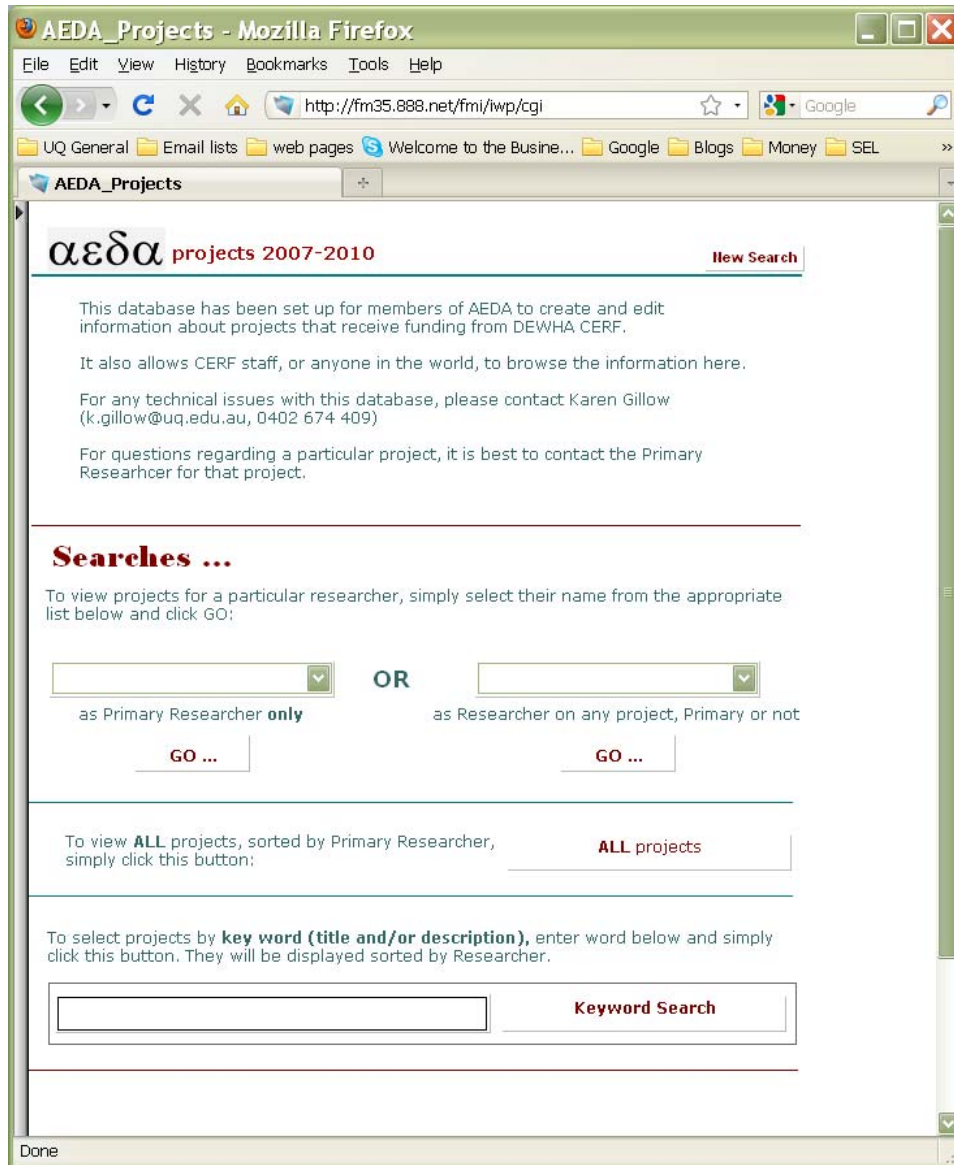 AEDA_Projects - Mozilla Firefox
File Edit View History Bookmarks Tools Help
http://fm35.888.net/fmi/iwp/cgi Google
UQ General Email lists web pages Welcome to the Busine... Google Blogs Money SEL »
AEDA_Projects
αεδα projects 2007-2010 New Search
This database has been set up for members of AEDA to create and edit
information about projects that receive funding from DEWHA CERF.
It also allows CERF staff, or anyone in the world, to browse the information here.
For any technical issues with this database, please contact Karen Gillow
(k.gillow@uq.edu.au, 0402 674 409)
For questions regarding a particular project, it is best to contact the Primary
Researhcer for that project.
Searches ...
To view projects for a particular researcher, simply select their name from the appropriate
list below and click GO:
OR
as Primary Researcher only as Researcher on any project, Primary or not
GO ... GO ...
To view ALL projects, sorted by Primary Researcher,
simply click this button:
ALL projects
To select projects by key word (title and/or description), enter word below and simply
click this button. They will be displayed sorted by Researcher.
Keyword Search
Done